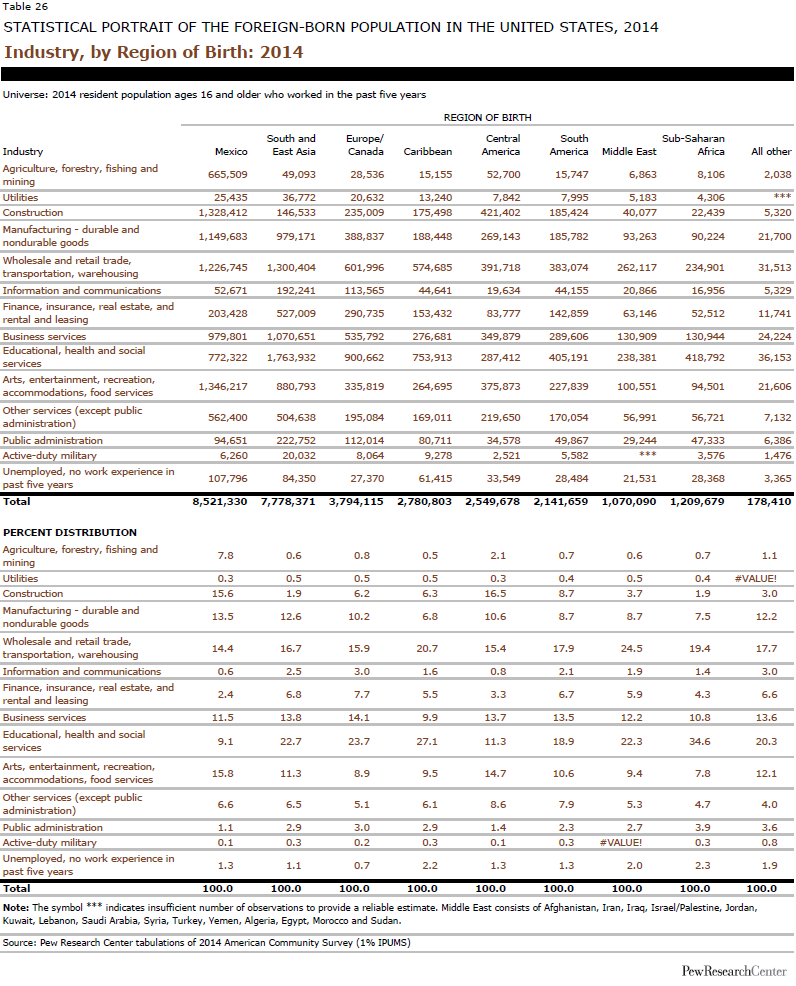 Table 26
STATISTICAL PORTRAIT OF THE FOREIGN-BORN POPULATION IN THE UNITED STATES, 2014
Industry, by Region of Birth: 2014
Universe: 2014 resident population ages 16 and older who worked in the past five years
REGION OF BIRTH
South and Europe/ Central South Sub-Saharan
Industry Mexico East Asia Canada Caribbean America America Middle East Africa All other
Agriculture, forestry, fishing and
mining 665,509 49,093 28,536 15,155 52,700 15,747 6,863 8,106 2,038
Utilities 25,435 36,772 20,632 13,240 7,842 7,995 5,183 4,306 ***
Construction 1,328,412 146,533 235,009 175,498 421,402 185,424 40,077 22,439 5,320
Manufacturing - durable and
nondurable goods 1,149,683 979,171 388,837 188,448 269,143 185,782 93,263 90,224 21,700
Wholesale and retail trade,
transportation, warehousing 1,226,745 1,300,404 601,996 574,685 391,718 383,074 262,117 234,901 31,513
Information and communications 52,671 192,241 113,565 44,641 19,634 44,155 20,866 16,956 5,329
Finance, insurance, real estate, and
rental and leasing 203,428 527,009 290,735 153,432 83,777 142,859 63,146 52,512 11,741
Business services 979,801 1,070,651 535,792 276,681 349,879 289,606 130,909 130,944 24,224
Educational, health and social
services 772,322 1,763,932 900,662 753,913 287,412 405,191 238,381 418,792 36,153
Arts, entertainment, recreation,
accommodations, food services 1,346,217 880,793 335,819 264,695 375,873 227,839 100,551 94,501 21,606
Other services (except public
administration) 562,400 504,638 195,084 169,011 219,650 170,054 56,991 56,721 7,132
Public administration 94,651 222,752 112,014 80,711 34,578 49,867 29,244 47,333 6,386
Active-duty military 6,260 20,032 8,064 9,278 2,521 5,582 *** 3,576 1,476
Unemployed, no work experience in
past five years 107,796 84,350 27,370 61,415 33,549 28,484 21,531 28,368 3,365
Total 8,521,330 7,778,371 3,794,115 2,780,803 2,549,678 2,141,659 1,070,090 1,209,679 178,410
PERCENT DISTRIBUTION
Agriculture, forestry, fishing and
mining 7.8 0.6 0.8 0.5 2.1 0.7 0.6 0.7 1.1
Utilities 0.3 0.5 0.5 0.5 0.3 0.4 0.5 0.4 #VALUE!
Construction 15.6 1.9 6.2 6.3 16.5 8.7 3.7 1.9 3.0
Manufacturing - durable and
nondurable goods 13.5 12.6 10.2 6.8 10.6 8.7 8.7 7.5 12.2
Wholesale and retail trade,
transportation, warehousing 14.4 16.7 15.9 20.7 15.4 17.9 24.5 19.4 17.7
Information and communications 0.6 2.5 3.0 1.6 0.8 2.1 1.9 1.4 3.0
Finance, insurance, real estate, and
rental and leasing 2.4 6.8 7.7 5.5 3.3 6.7 5.9 4.3 6.6
Business services 11.5 13.8 14.1 9.9 13.7 13.5 12.2 10.8 13.6
Educational, health and social
services 9.1 22.7 23.7 27.1 11.3 18.9 22.3 34.6 20.3
Arts, entertainment, recreation,
accommodations, food services 15.8 11.3 8.9 9.5 14.7 10.6 9.4 7.8 12.1
Other services (except public
administration) 6.6 6.5 5.1 6.1 8.6 7.9 5.3 4.7 4.0
Public administration 1.1 2.9 3.0 2.9 1.4 2.3 2.7 3.9 3.6
Active-duty military 0.1 0.3 0.2 0.3 0.1 0.3 #VALUE! 0.3 0.8
Unemployed, no work experience in
past five years 1.3 1.1 0.7 2.2 1.3 1.3 2.0 2.3 1.9
Total 100.0 100.0 100.0 100.0 100.0 100.0 100.0 100.0 100.0
Note: The symbol *** indicates insufficient number of observations to provide a reliable estimate. Middle East consists of Afghanistan, Iran, Iraq, Israel/Palestine, Jordan,
Kuwait, Lebanon, Saudi Arabia, Syria, Turkey, Yemen, Algeria, Egypt, Morocco and Sudan.
Source: Pew Research Center tabulations of 2014 American Community Survey (1% IPUMS)
PewResearchCenter